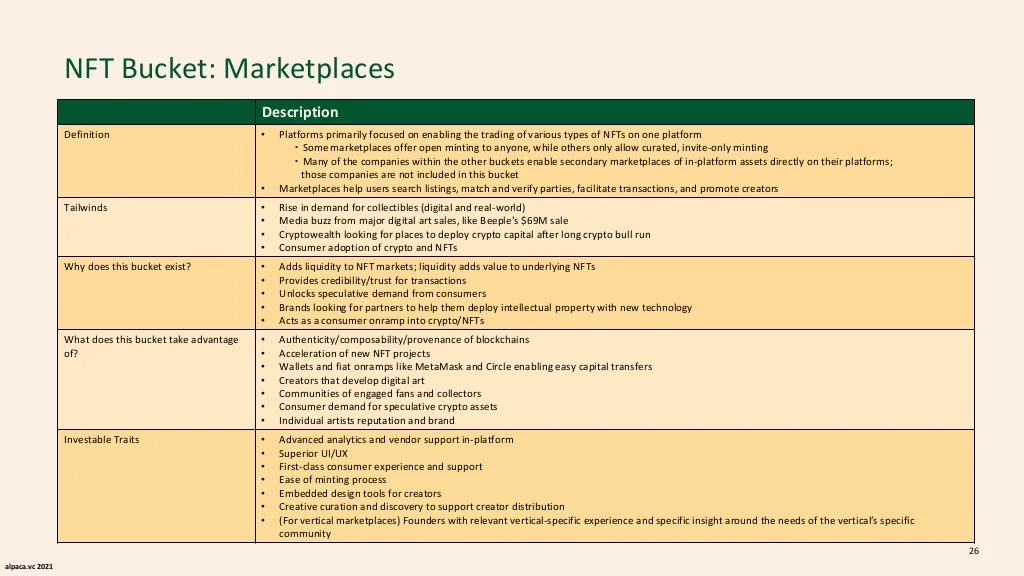 NFT Bucket: Marketplaces
Description
Definition
• Platforms primarily focused on enabling the trading of various types of NFTs on one platform
• Some marketplaces offer open minting to anyone, while others only allow curated, invite-only minting
• Many of the companies within the other buckets enable secondary marketplaces of in-platform assets directly on their platforms;
those companies are not included in this bucket
• Marketplaces help users search listings, match and verify parties, facilitate transactions, and promote creators
Tailwinds
• Rise in demand for collectibles (digital and real-world)
• Media buzz from major digital art sales, like Beeple's $69M sale
• Cryptowealth looking for places to deploy crypto capital after long crypto bull run
• Consumer adoption of crypto and NFTs
Why does this bucket exist?
• Adds liquidity to NFT markets; liquidity adds value to underlying NFTs
• Provides credibility/trust for transactions
• Unlocks speculative demand from consumers
• Brands looking for partners to help them deploy intellectual property with new technology
• Acts as a consumer onramp into crypto/NFTs
What does this bucket take advantage
of?
• Authenticity/composability/provenance of blockchains
• Acceleration of new NFT projects
• Wallets and fiat onramps like MetaMask and Circle enabling easy capital transfers
• Creators that develop digital art
• Communities of engaged fans and collectors
• Consumer demand for speculative crypto assets
• Individual artists reputation and brand
Investable Traits
• Advanced analytics and vendor support in-platform
• Superior UI/UX
• First-class consumer experience and support
• Ease of minting process
• Embedded design tools for creators
• Creative curation and discovery to support creator distribution
• (For vertical marketplaces) Founders with relevant vertical-specific experience and specific insight around the needs of the vertical's specific
community
26
alpaca.vc 2021